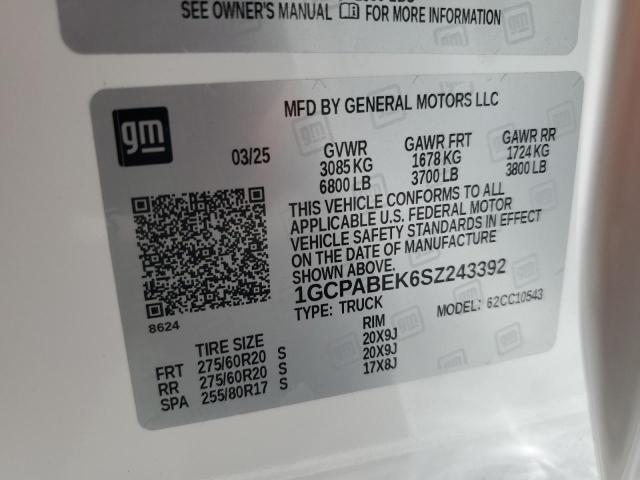 SEE OWNER'S MANUAL FOR MORE INFORMATION
gm
MFD BY GENERAL MOTORS LLC
03/25
GVWR
3085 KG
6800 LB
GAWR FRT
1678 KG
3700 LB
GAWR RR
1724 KG
3800 LB
THIS VEHICLE CONFORMS TO ALL
APPLICABLE U.S. FEDERAL MOTOR
VEHICLE SAFETY STANDARDS IN EFFECT
ON THE DATE OF MANUFACTURE
SHOWN ABOVE.
1GCPABEK6SZ243392
TYPE: TRUCK
MODEL: 62CC10543
8624
TIRE SIZE RIM
FRT 275/60R20 S 20X9J
RR 275/60R20 S 20X9J
SPA 255/80R17 S 17X8J